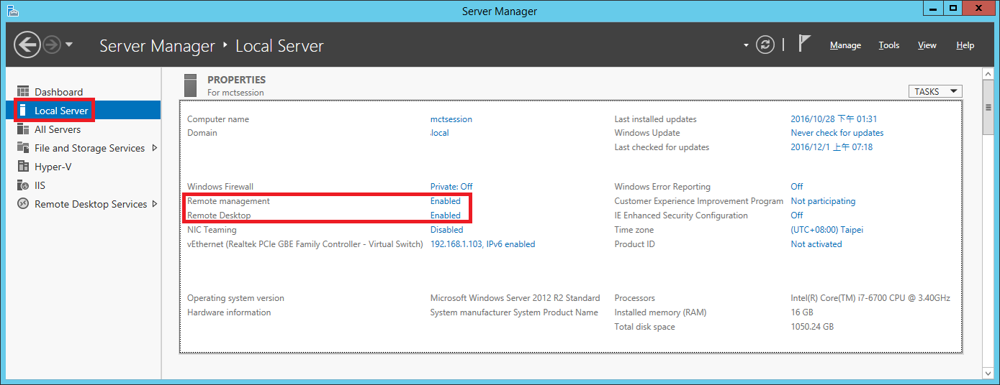 Server Manager
Server Manager ‣ Local Server
Manage Tools View Help
Dashboard
Local Server
All Servers
File and Storage Services
Hyper-V
IIS
Remote Desktop Services
PROPERTIES
For mctsession
TASKS
Computer name mctsession
Domain local
Last installed updates 2016/10/28 下午 01:31
Windows Update Never check for updates
Last checked for updates 2016/12/1 上午 07:18
Windows Firewall Private: Off
Remote management Enabled
Remote Desktop Enabled
NIC Teaming Disabled
vEthernet (Realtek PCIe GBE Family Controller - Virtual Switch) 192.168.1.103, IPv6 enabled
Windows Error Reporting Off
Customer Experience Improvement Program Not participating
IE Enhanced Security Configuration Off
Time zone (UTC+08:00) Taipei
Product ID Not activated
Operating system version Microsoft Windows Server 2012 R2 Standard
Hardware information System manufacturer System Product Name
Processors Intel(R) Core(TM) i7-6700 CPU @ 3.40GHz
Installed memory (RAM) 16 GB
Total disk space 1050.24 GB